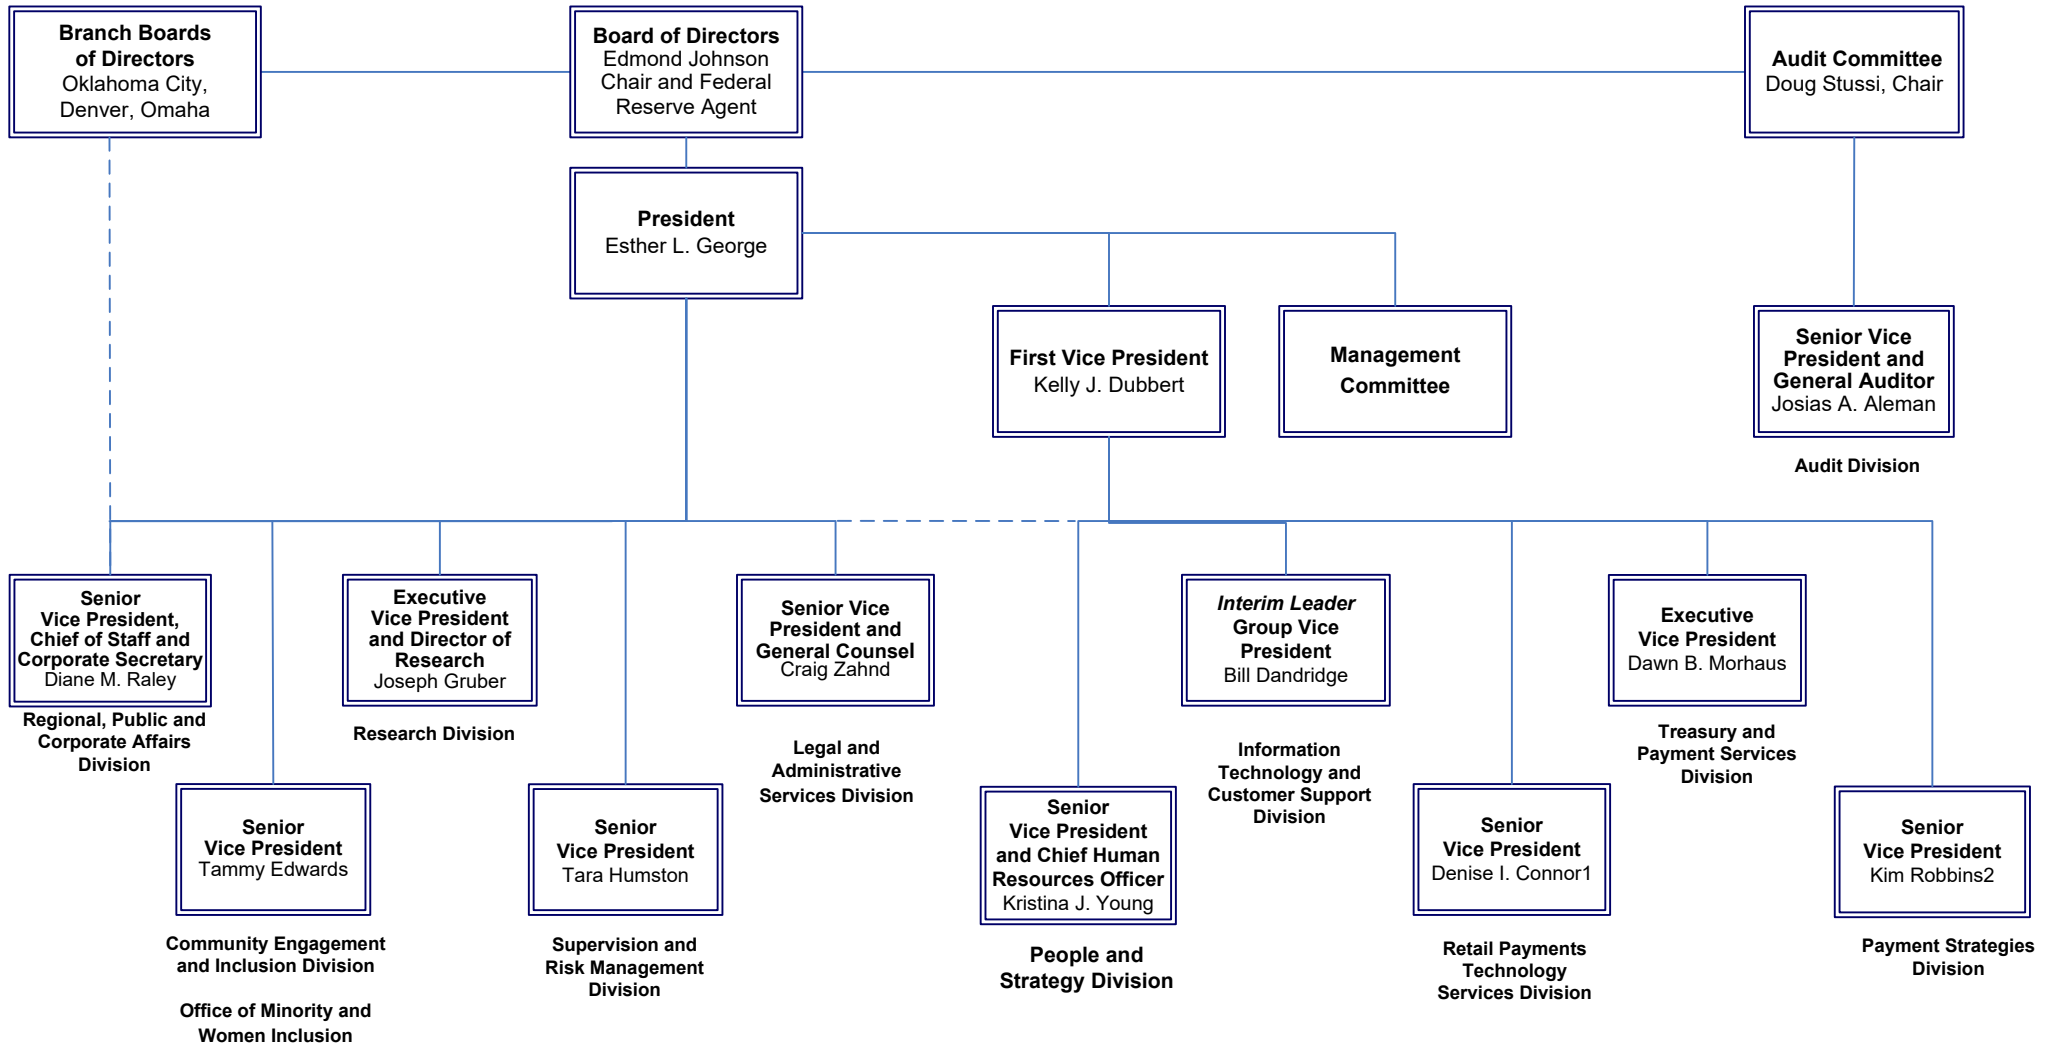 Branch Boards
of Directors
Oklahoma City,
Denver, Omaha
Board of Directors
Edmond Johnson
Chair and Federal
Reserve Agent
Audit Committee
Doug Stussi, Chair
President
Esther L. George
First Vice President
Kelly J. Dubbert
Management
Committee
Senior Vice
President and
General Auditor
Josias A. Aleman
Audit Division
Senior
Vice President,
Chief of Staff and
Corporate Secretary
Diane M. Raley
Regional, Public and
Corporate Affairs
Division
Executive
Vice President
and Director of
Research
Joseph Gruber
Research Division
Senior Vice
President and
General Counsel
Craig Zahnd
Legal and
Administrative
Services Division
Interim Leader
Group Vice
President
Bill Dandridge
Information
Technology and
Customer Support
Division
Executive
Vice President
Dawn B. Morhaus
Treasury and
Payment Services
Division
Senior
Vice President
Tammy Edwards
Community Engagement
and Inclusion Division
Office of Minority and
Women Inclusion
Senior
Vice President
Tara Humston
Supervision and
Risk Management
Division
Senior
Vice President
and Chief Human
Resources Officer
Kristina J. Young
People and
Strategy Division
Senior
Vice President
Denise I. Connor1
Retail Payments
Technology
Services Division
Senior
Vice President
Kim Robbins2
Payment Strategies
Division